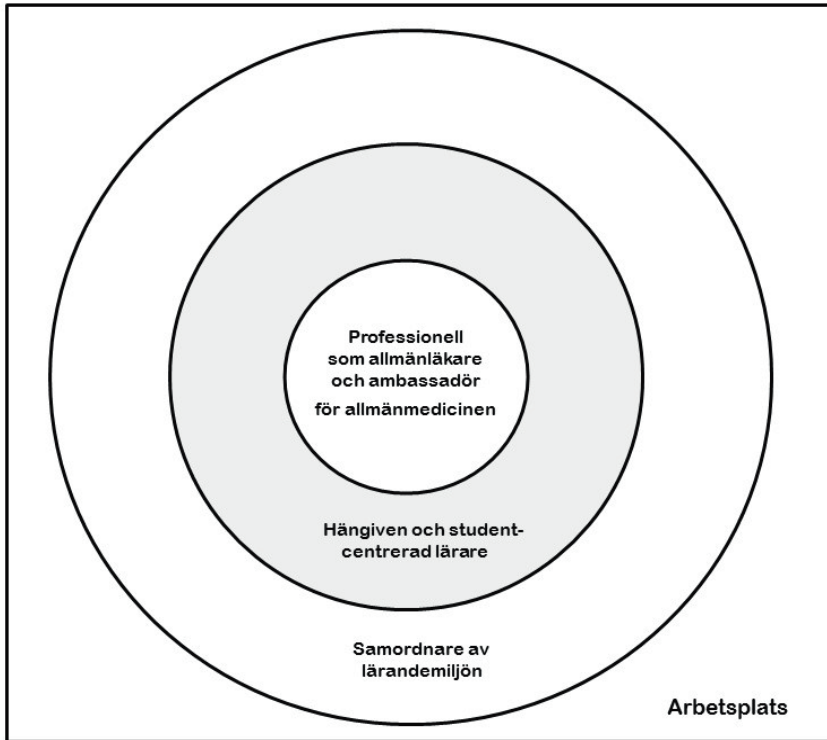 Professionell
som allmänläkare
och ambassadör
för allmänmedicinen
Hängiven och student-
centrerad lärare
Samordnare av
lärandemiljön
Arbetsplats